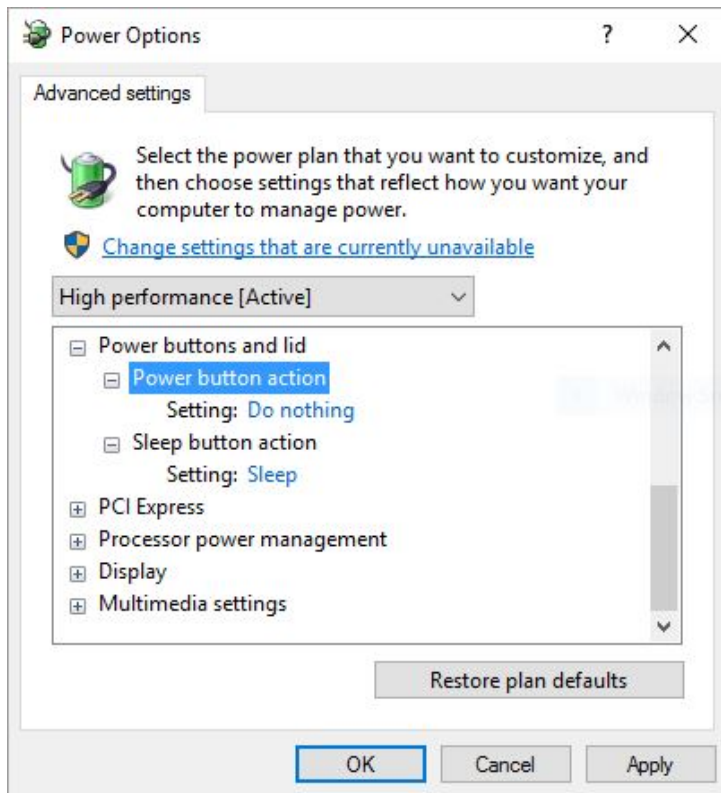 Power Options
?
Advanced settings
Select the power plan that you want to customize, and
then choose settings that reflect how you want your
computer to manage power.
Change settings that are currently unavailable
High performance [Active]
Power buttons and lid
Power button action
Setting: Do nothing
Sleep button action
Setting: Sleep
PCI Express
Processor power management
Display
Multimedia settings
Restore plan defaults
OK Cancel Apply